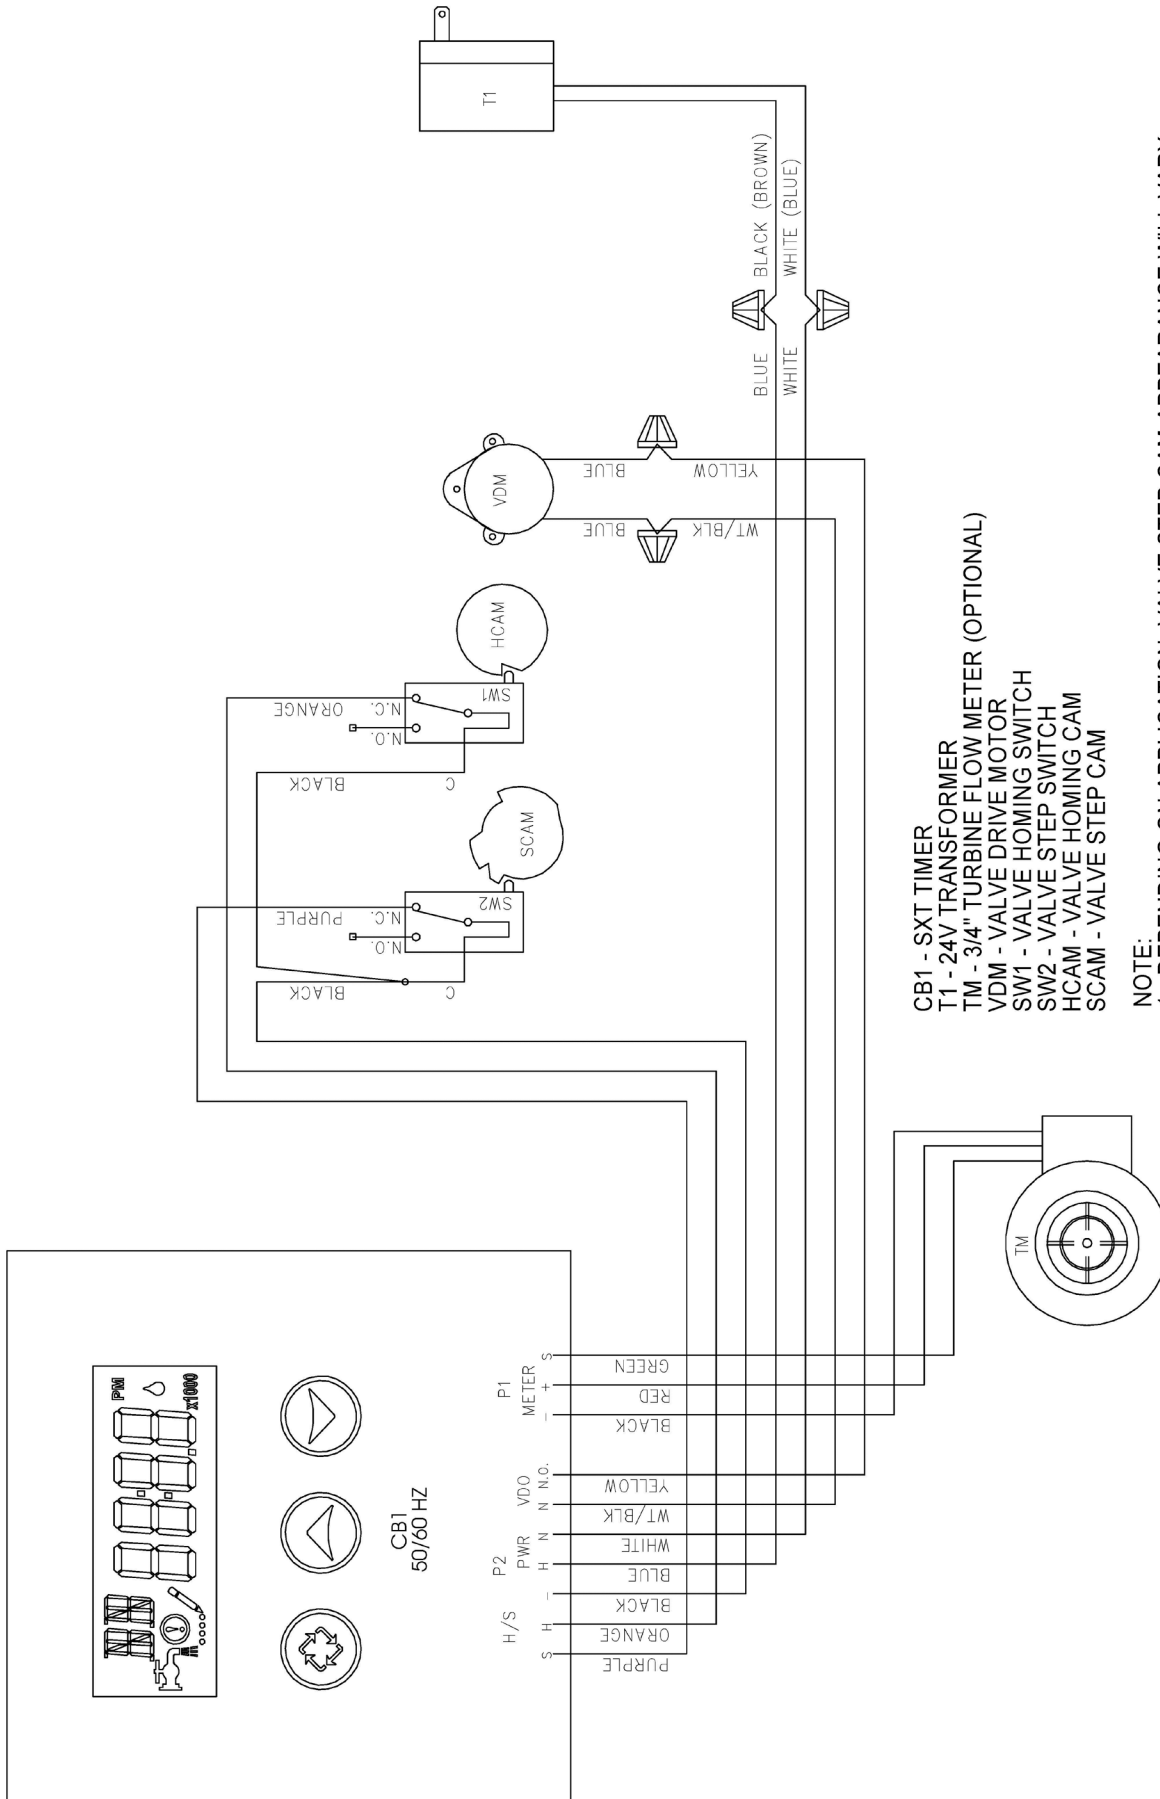 T1
BLACK (BROWN)
WHITE (BLUE)
BLUE
WHITE
VDM
BLUE
YELLOW
BLUE
WT/BLK
HCAM
SW1
ORANGE
N.C.
N.O.
BLACK
C
SCAM
SW2
PURPLE
N.C.
N.O.
BLACK
C
CB1 - SXT TIMER
T1 - 24V TRANSFORMER
TM - 3/4" TURBINE FLOW METER (OPTIONAL)
VDM - VALVE DRIVE MOTOR
SW1 - VALVE HOMING SWITCH
SW2 - VALVE STEP SWITCH
HCAM - VALVE HOMING CAM
SCAM - VALVE STEP CAM
NOTE:
TM
PM
x1000
CB1
50/60 HZ
P1
METER
S
+
-
GREEN
RED
BLACK
P2
VDO
N.O.
N
YELLOW
WT/BLK
PWR
N
H
WHITE
BLUE
H/S
-
H
S
BLACK
ORANGE
PURPLE